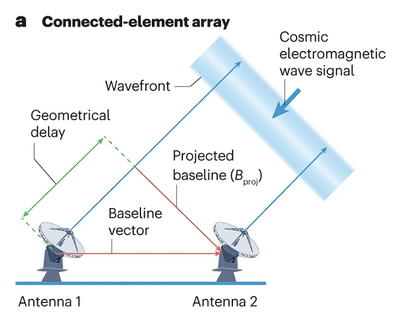 a Connected-element array
Cosmic
electromagnetic
wave signal
Wavefront
Geometrical
delay
Projected
baseline (Bproj)
Baseline
vector
Antenna 1
Antenna 2